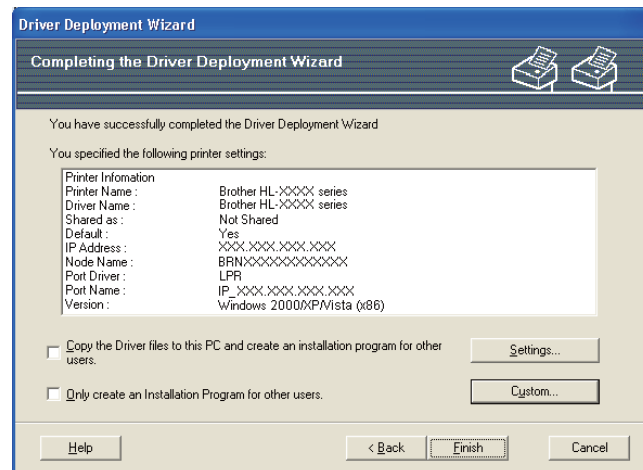 Driver Deployment Wizard
Completing the Driver Deployment Wizard
You have successfully completed the Driver Deployment Wizard
You specified the following printer settings:
Printer Infomation
Printer Name : Brother HL-XXXX series
Driver Name : Brother HL-XXXX series
Shared as : Not Shared
Default : Yes
IP Address : XXX.XXX.XXX.XXX
Node Name : BRNXXXXXXXXXXXX
Port Driver : LPR
Port Name : IP_XXX.XXX.XXX.XXX
Version : Windows 2000/XP/Vista (x86)
Copy the Driver files to this PC and create an installation program for other
users.
Settings...
Only create an Installation Program for other users.
Custom...
Help
< Back
Finish
Cancel